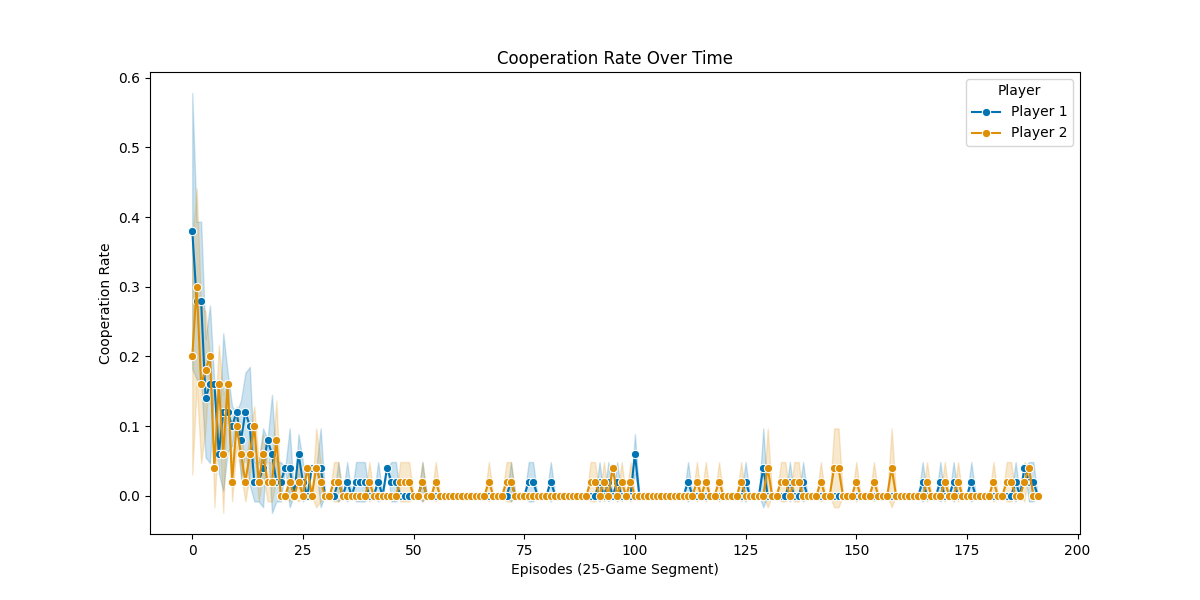 Cooperation Rate Over Time
Player
Player 1
Player 2
Cooperation Rate
0.6
0.5
0.4
0.3
0.2
0.1
0.0
0 25 50 75 100 125 150 175 200
Episodes (25-Game Segment)